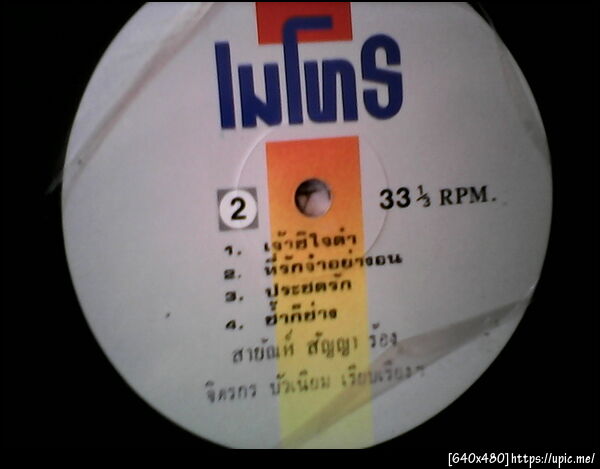 เมโทร
2
33 1/3 RPM.
1. เจ้าชีใจดำ
2. ที่รักจ๋าอย่างอน
3. ประชดรัก
4. ช้ำกี่ช่าง
สายัณห์ สัญญา ร้อง
จิตรกร บัวเนียม เรียบเรียงฯ
[640x480]https://upic.me/